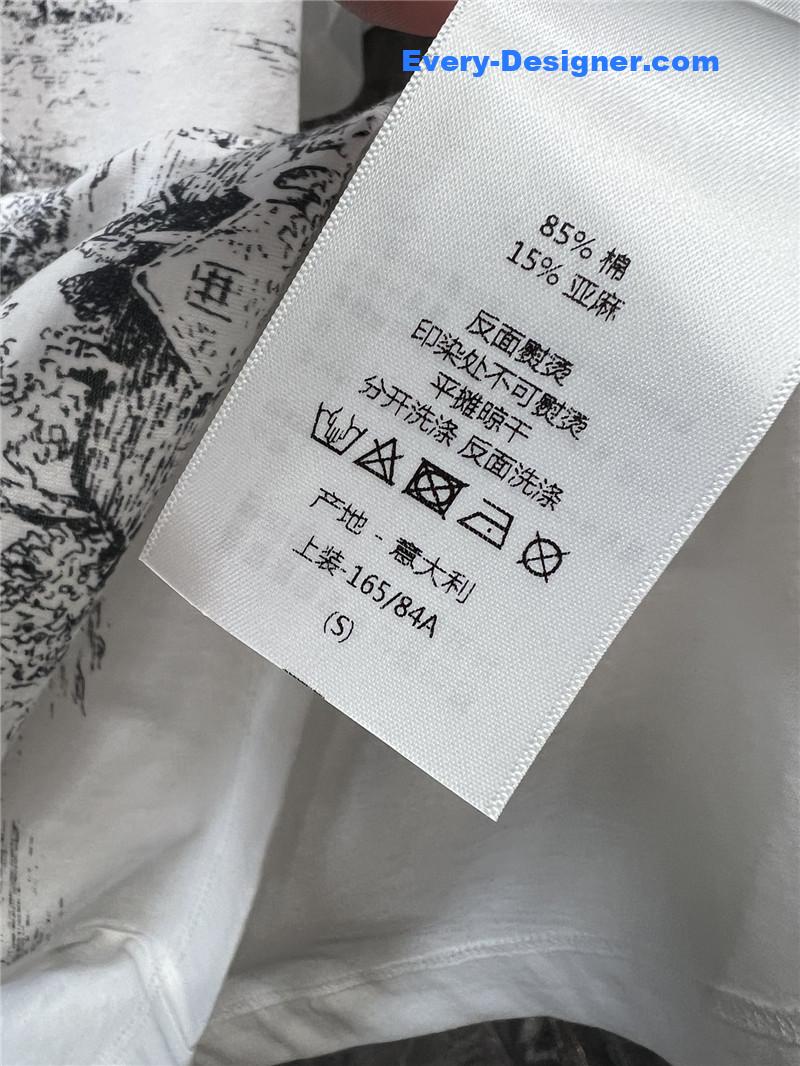 Every-Designer.com
85% 棉
15% 亚麻
反面熨烫
印染处不可熨烫
平摊晾干
分开洗涤 反面洗涤
产地 - 意大利
上装-165/84A
(S)